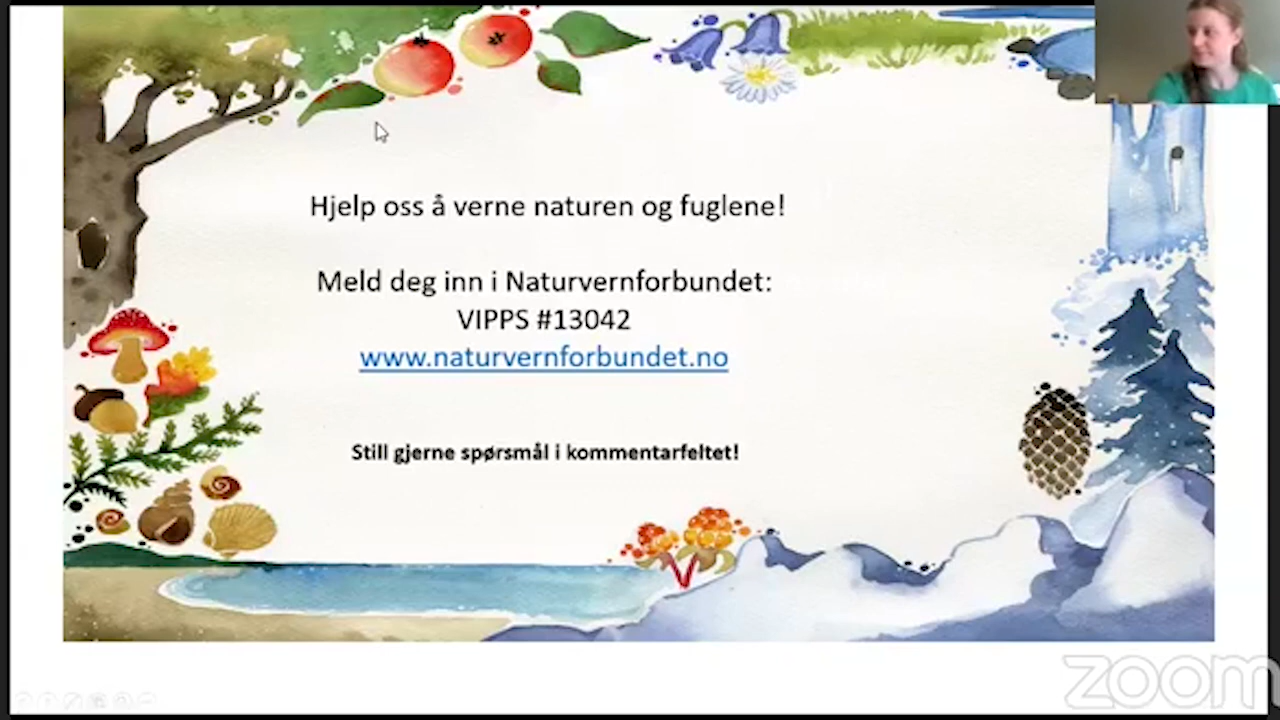 Hjelp oss å verne naturen og fuglene!
Meld deg inn i Naturvernforbundet:
VIPPS #13042
www.naturvernforbundet.no
Still gjerne spørsmål i kommentarfeltet!
zoom